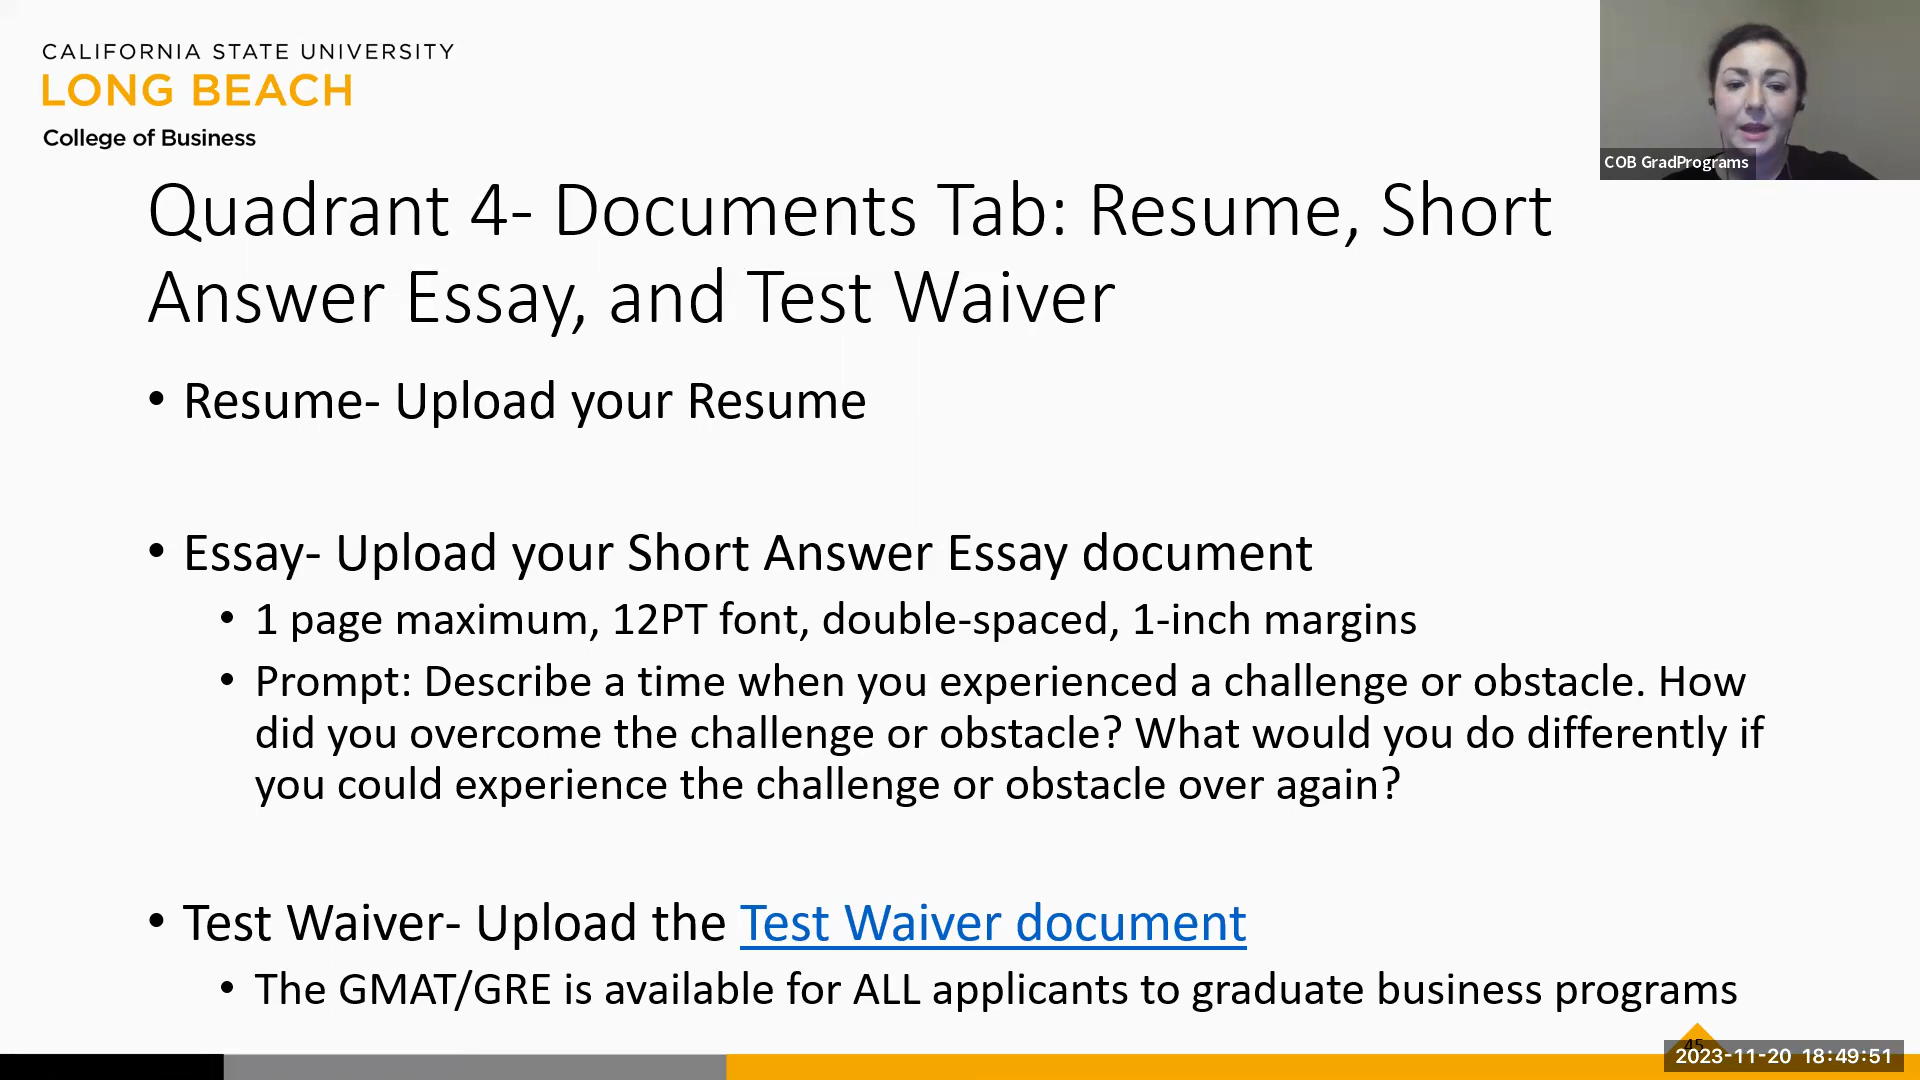 CALIFORNIA STATE UNIVERSITY
LONG BEACH
College of Business
COB GradPrograms
Quadrant 4- Documents Tab: Resume, Short
Answer Essay, and Test Waiver
• Resume- Upload your Resume
• Essay- Upload your Short Answer Essay document
• 1 page maximum, 12PT font, double-spaced, 1-inch margins
• Prompt: Describe a time when you experienced a challenge or obstacle. How
did you overcome the challenge or obstacle? What would you do differently if
you could experience the challenge or obstacle over again?
• Test Waiver- Upload the Test Waiver document
• The GMAT/GRE is available for ALL applicants to graduate business programs
45
2023-11-20 18:49:51